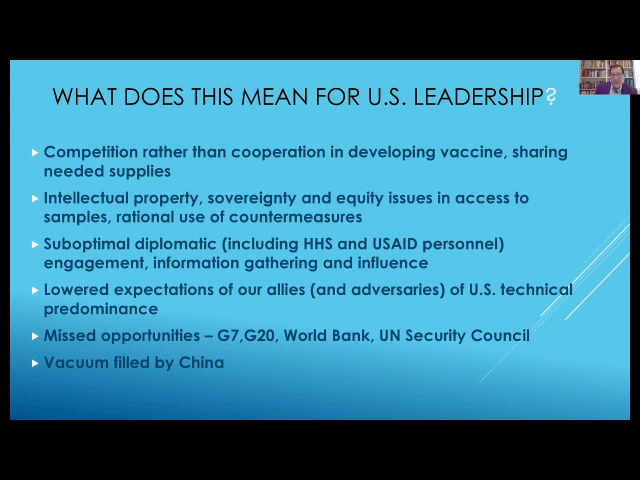 WHAT DOES THIS MEAN FOR U.S. LEADERSHIP?
Competition rather than cooperation in developing vaccine, sharing
needed supplies
Intellectual property, sovereignty and equity issues in access to
samples, rational use of countermeasures
Suboptimal diplomatic (including HHS and USAID personnel)
engagement, information gathering and influence
Lowered expectations of our allies (and adversaries) of U.S. technical
predominance
Missed opportunities – G7,G20, World Bank, UN Security Council
Vacuum filled by China